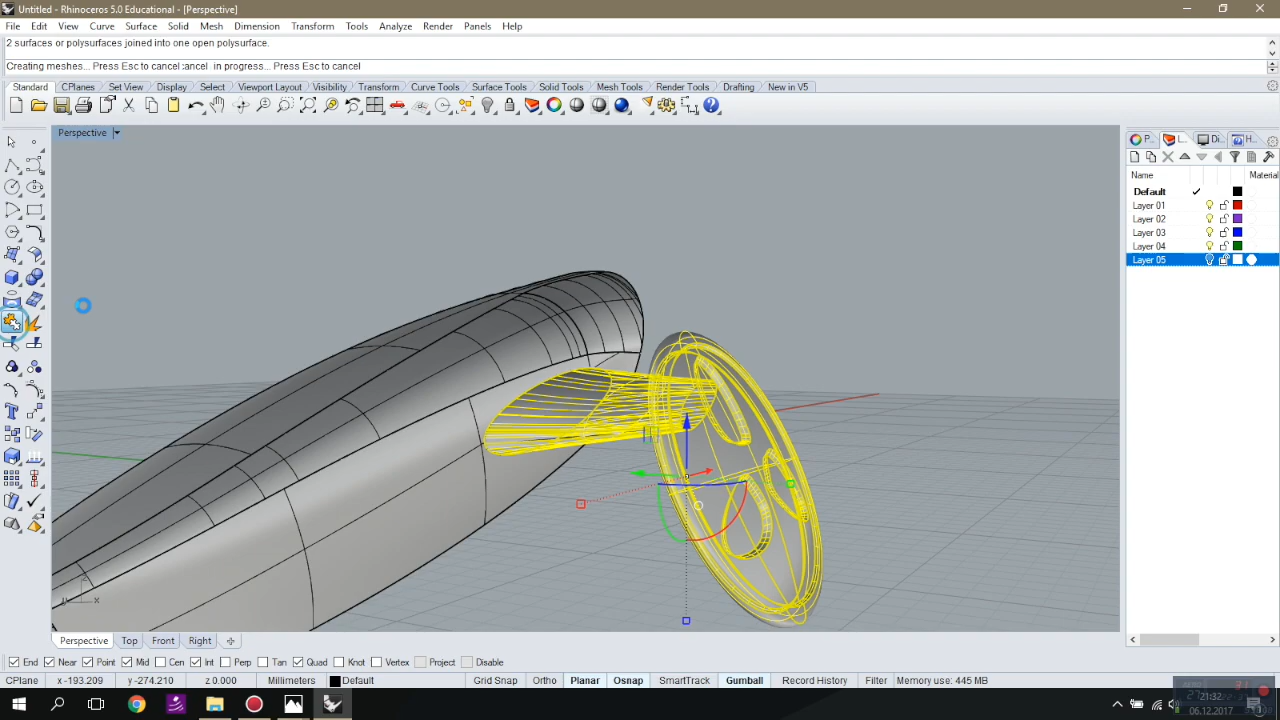 Untitled - Rhinoceros 5.0 Educational - [Perspective]
File Edit View Curve Surface Solid Mesh Dimension Transform Tools Analyze Render Panels Help
2 surfaces or polysurfaces joined into one open polysurface.
Creating meshes... Press Esc to cancel :ancel in progress... Press Esc to cancel
Standard CPlanes Set View Display Select Viewport Layout Visibility Transform Curve Tools Surface Tools Solid Tools Mesh Tools Render Tools Drafting New in V5
Perspective
P... L... Di... H...
Name Material
Default
Layer 01
Layer 02
Layer 03
Layer 04
Layer 05
z
y x
Perspective Top Front Right
End Near Point Mid Cen Int Perp Tan Quad Knot Vertex Project Disable
CPlane x -193.209 y -274.210 z 0.000 Millimeters Default Grid Snap Ortho Planar Osnap SmartTrack Gumball Record History Filter Memory use: 445 MB
21:32
06.12.2017